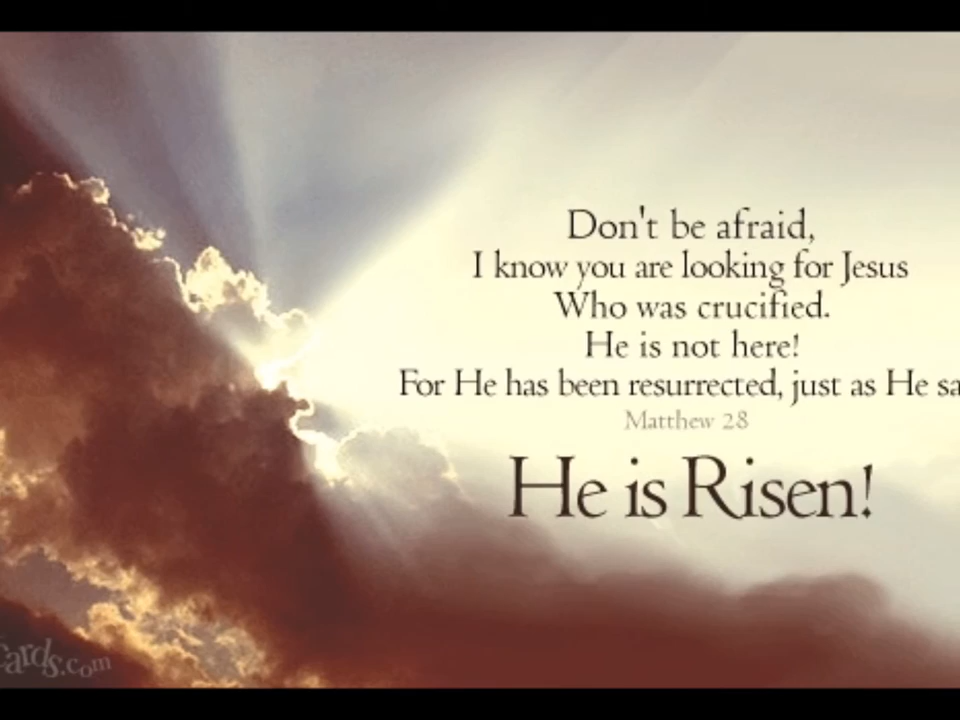 Don't be afraid,
I know you are looking for Jesus
Who was crucified.
He is not here!
For He has been resurrected, just as He
Matthew 28
He is Risen!